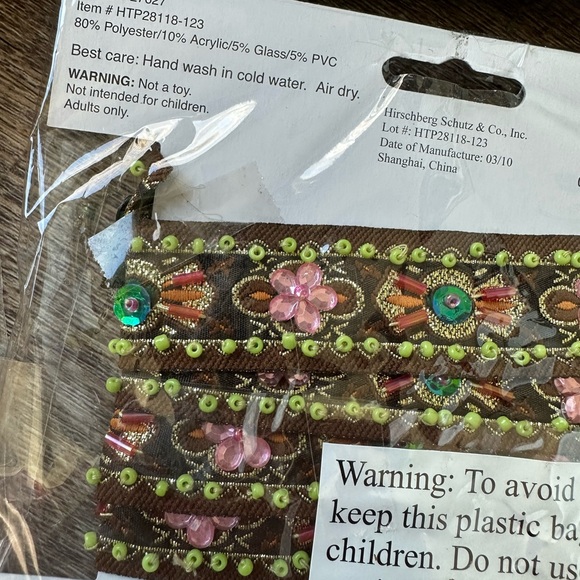 Item # HTP28118-123
80% Polyester/10% Acrylic/5% Glass/5% PVC
Best care: Hand wash in cold water. Air dry.
WARNING: Not a toy.
Not intended for children.
Adults only.
Hirschberg Schutz & Co., Inc.
Lot #: HTP28118-123
Date of Manufacture: 03/10
Shanghai, China
Warning: To avoid
keep this plastic ba
children. Do not us